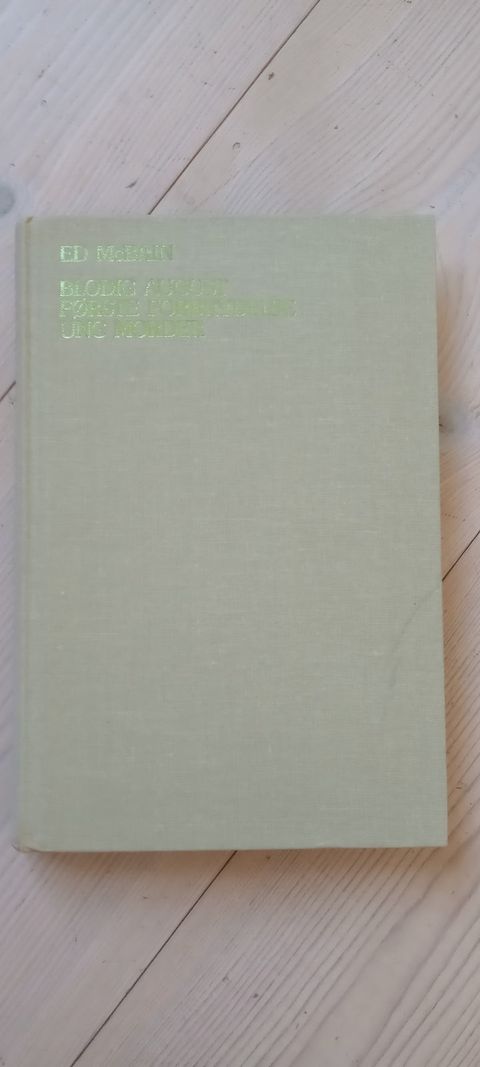 ED McBAIN
BLODIG AUGUST
FØRSTE FORBRYDELSE
UNG MORDER